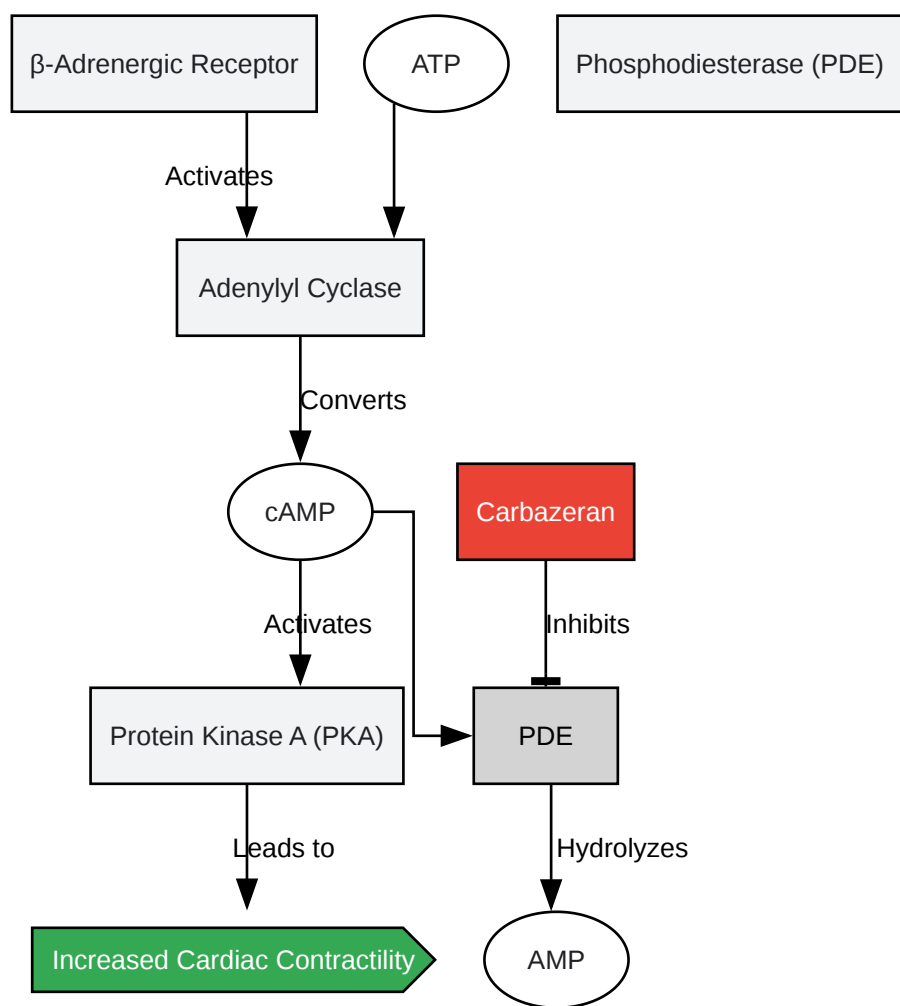 β-Adrenergic Receptor
ATP
Phosphodiesterase (PDE)
Activates
Adenylyl Cyclase
Converts
cAMP
Carbazeran
Activates
Inhibits
Protein Kinase A (PKA)
PDE
Leads to
Hydrolyzes
Increased Cardiac Contractility
AMP